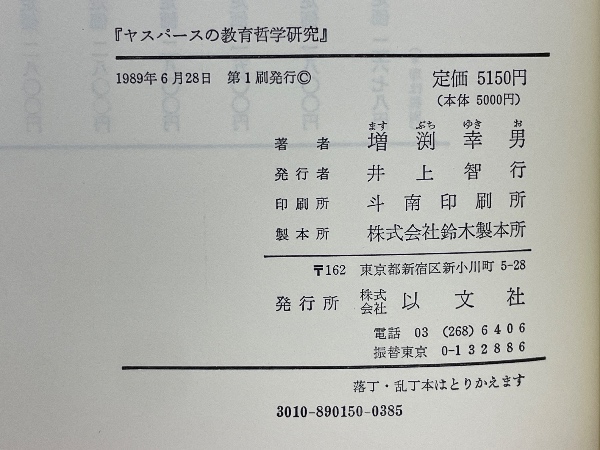 『ヤスパースの教育哲学研究』
1989年6月28日 第1刷発行© 定価 5150円
(本体 5000円)
ます ぶち ゆき お
著者 増渕幸男
発行者 井上智行
印刷所 斗南印刷所
製本所 株式会社鈴木製本所
〒162 東京都新宿区新小川町 5-28
発行所 株式会社 以文社
電話 03 (268) 6406
振替東京 0-132886
落丁・乱丁本はとりかえます
3010-890150-0385